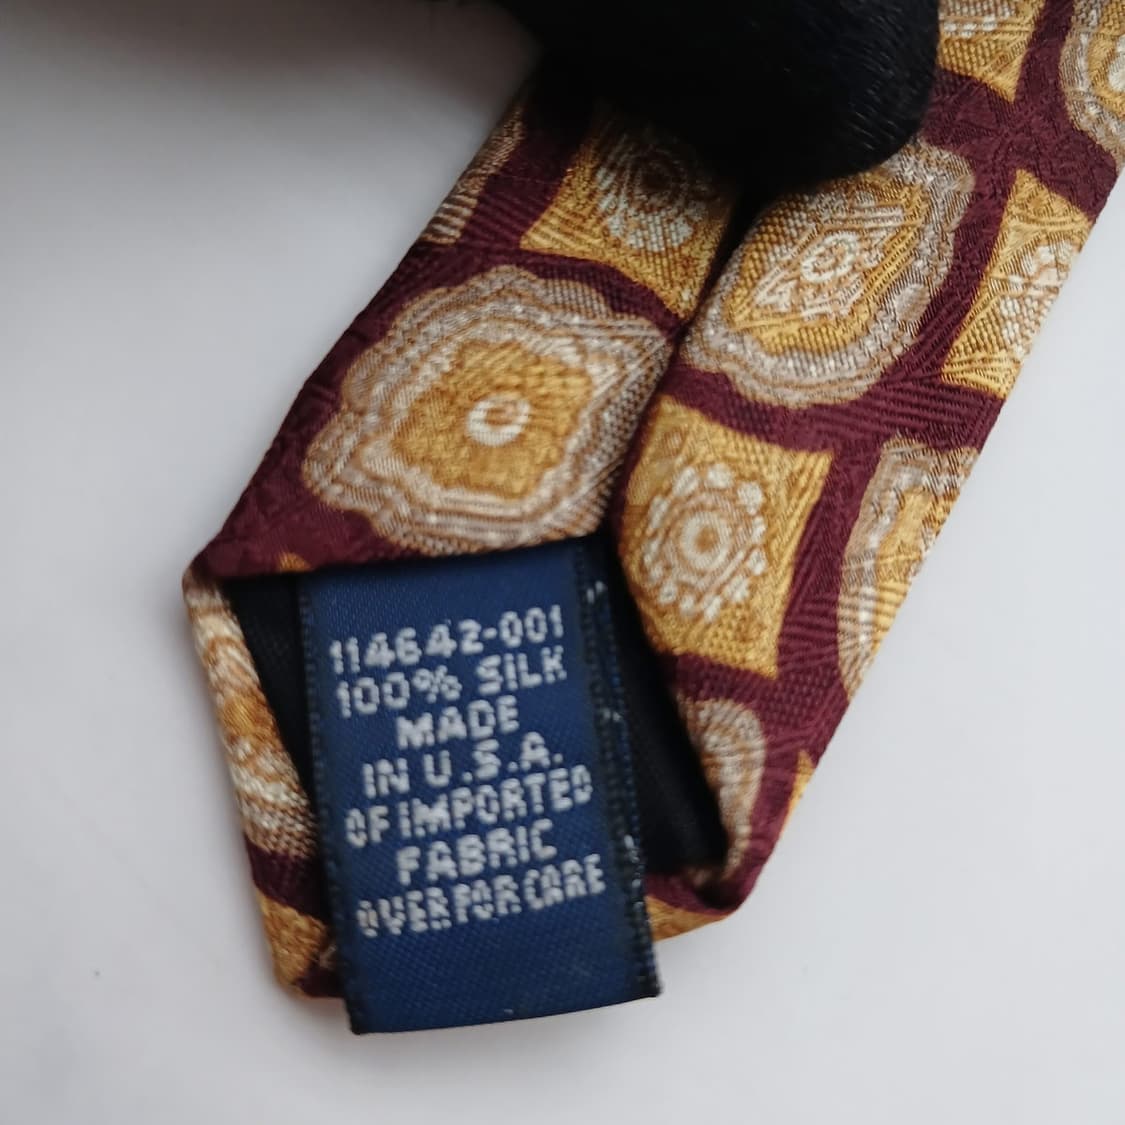 114642-001
100% SILK
MADE
IN U.S.A.
OF IMPORTED
FABRIC
OVER FOR CARE